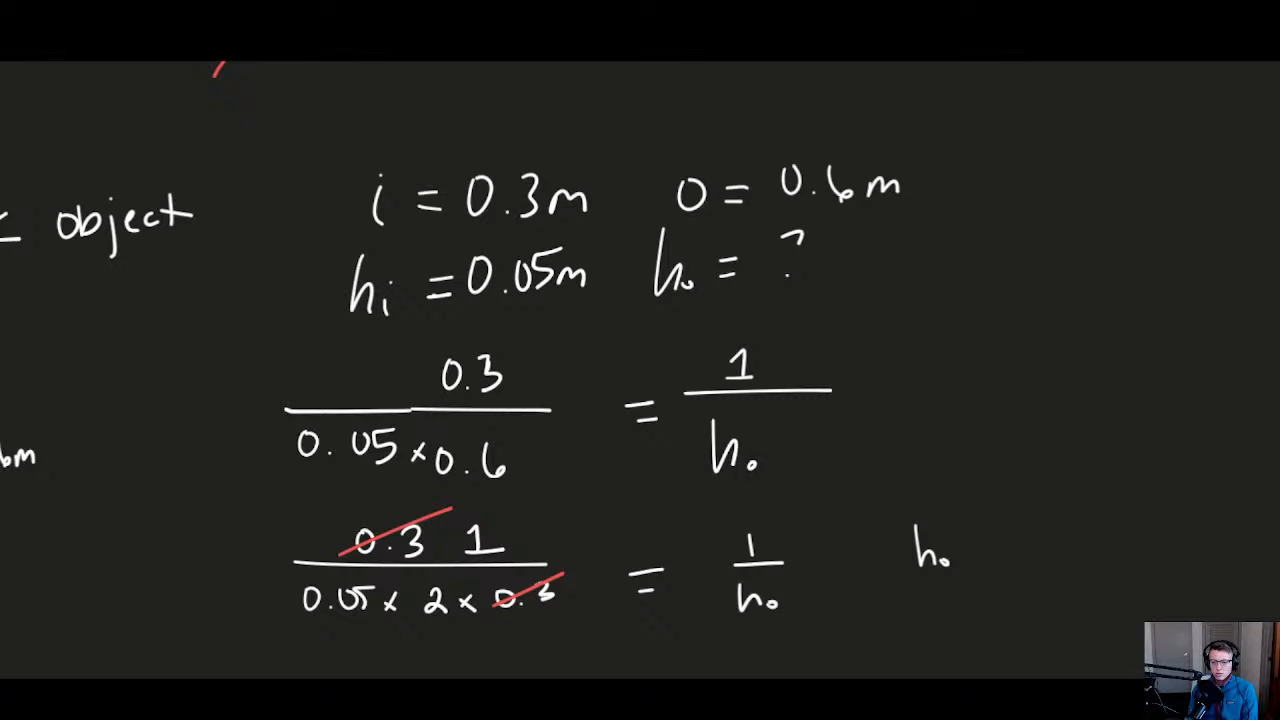 object
i = 0.3m o = 0.6m
hi = 0.05m ho = ?
0.3 / 0.05 × 0.6 = 1 / ho
0.3 1 / 0.05 × 2 × 0.3 = 1 / ho ho
6m